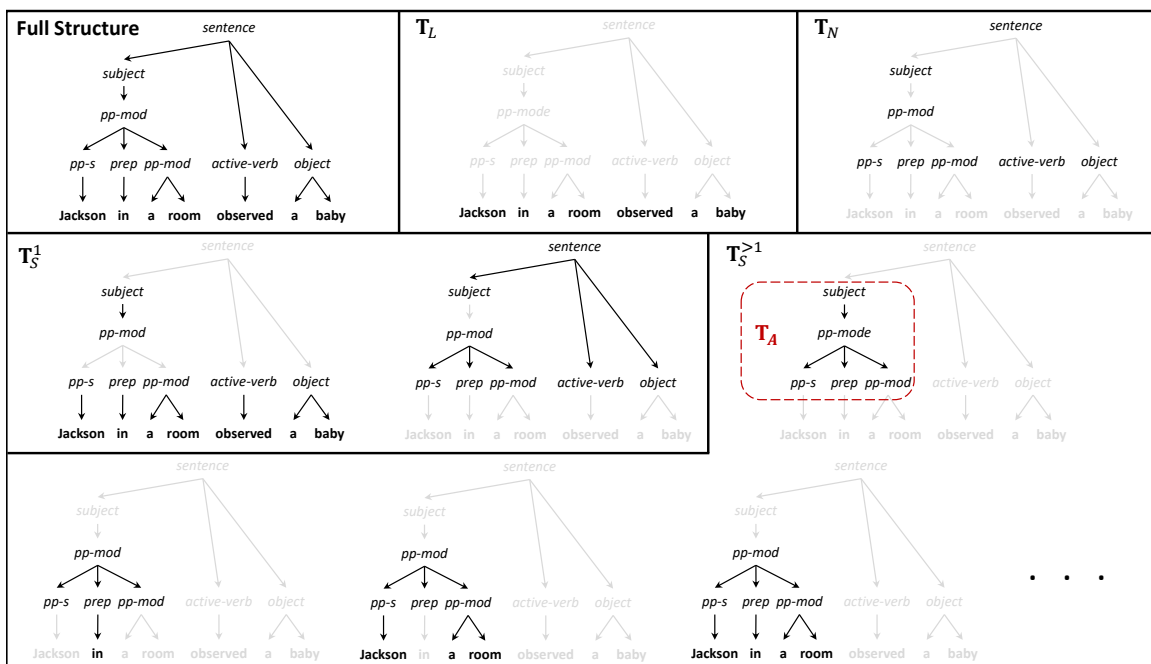 Full Structure
sentence
subject
pp-mod
pp-s prep pp-mod active-verb object
Jackson in a room observed a baby
T_L
sentence
subject
pp-mode
pp-s prep pp-mod active-verb object
Jackson in a room observed a baby
T_N
sentence
subject
pp-mod
pp-s prep pp-mod active-verb object
Jackson in a room observed a baby
T_S^1
sentence
subject
pp-mod
pp-s prep pp-mod active-verb object
Jackson in a room observed a baby
sentence
subject
pp-mod
pp-s prep pp-mod active-verb object
Jackson in a room observed a baby
T_S^>1
sentence
subject
T_A
pp-mode
pp-s prep pp-mod active-verb object
Jackson in a room observed a baby
sentence
subject
pp-mod
pp-s prep pp-mod active-verb object
Jackson in a room observed a baby
sentence
subject
pp-mod
pp-s prep pp-mod active-verb object
Jackson in a room observed a baby
sentence
subject
pp-mod
pp-s prep pp-mod active-verb object
Jackson in a room observed a baby
. . .